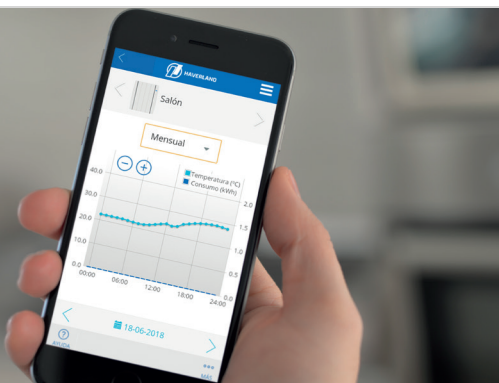 HAVERLAND
Salón
Mensual
Temperatura (°C)
Consumo (kWh)
40.0
30.0
20.0
10.0
0.0
2.0
1.5
1.0
0.5
0.0
00:00 06:00 12:00 18:00 24:00
18-06-2018
AYUDA
MÁS